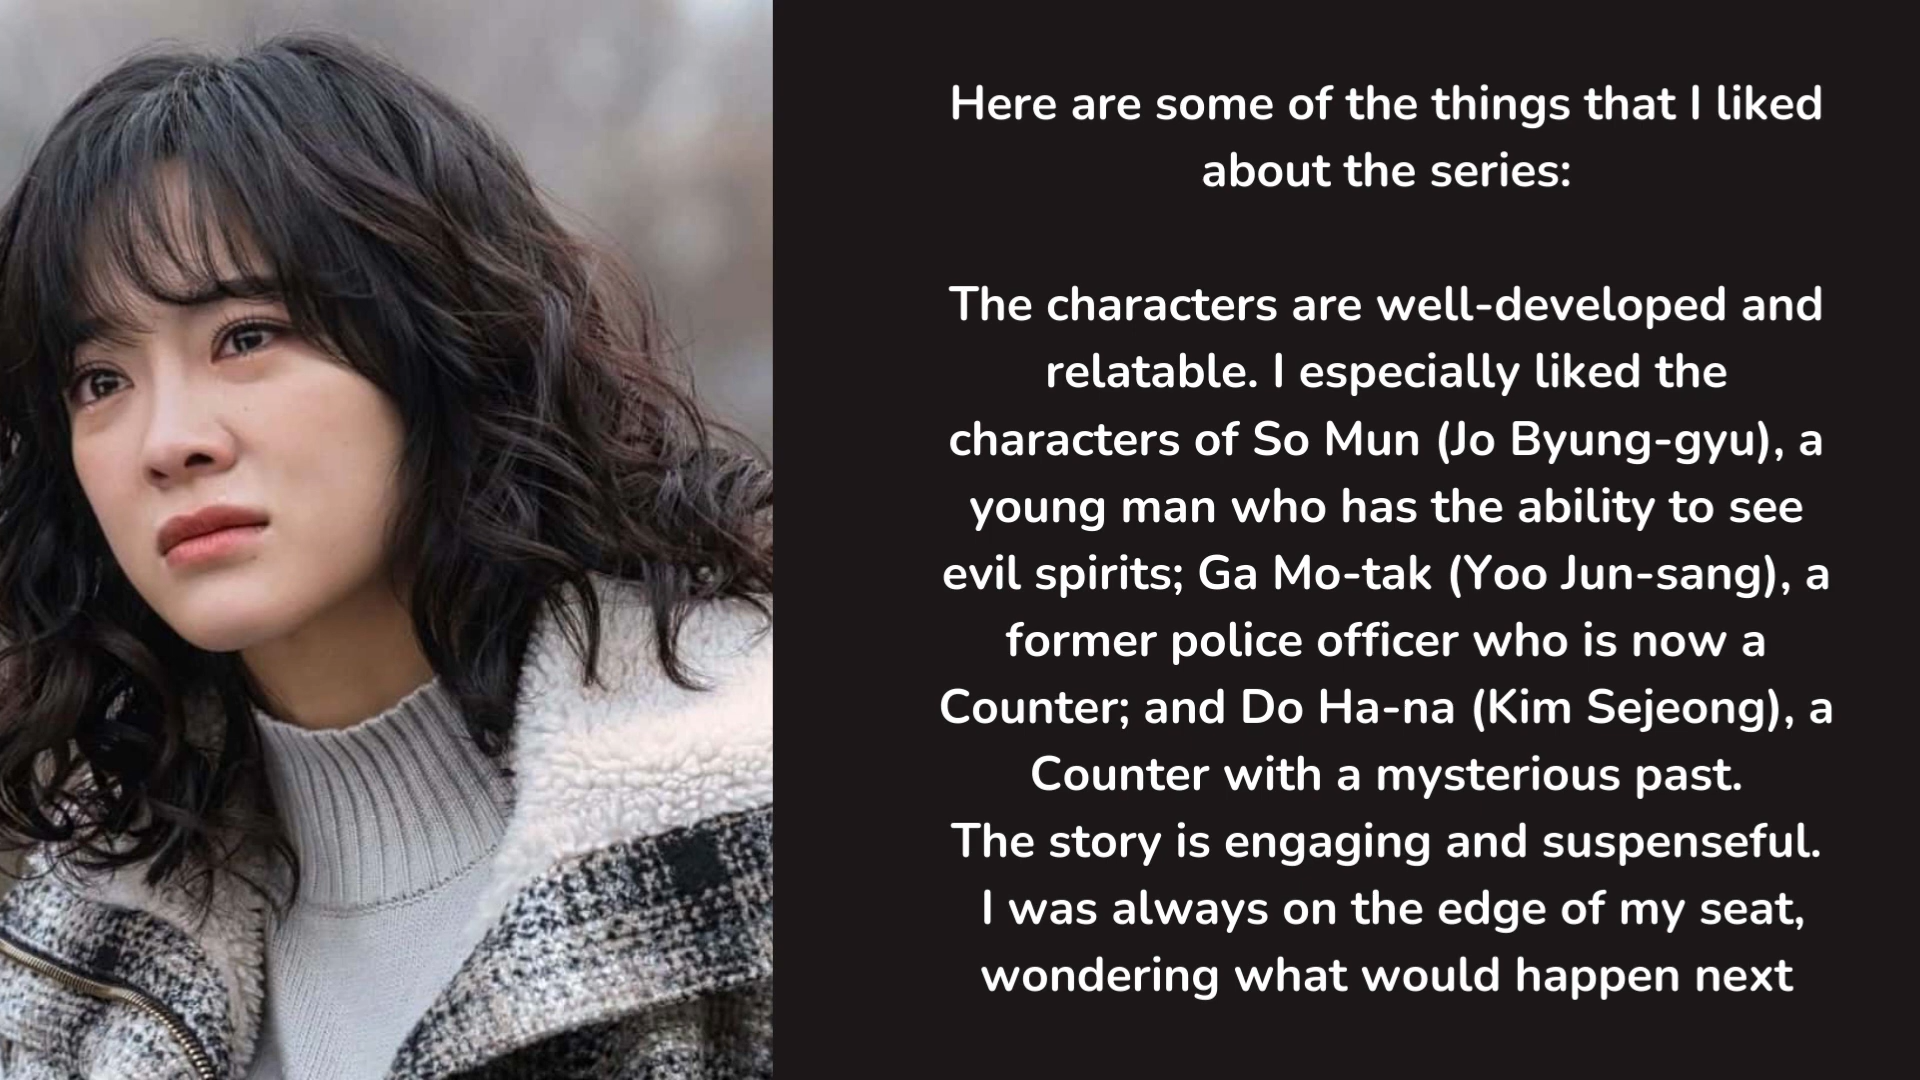 Here are some of the things that I liked
about the series:
The characters are well-developed and
relatable. I especially liked the
characters of So Mun (Jo Byung-gyu), a
young man who has the ability to see
evil spirits; Ga Mo-tak (Yoo Jun-sang), a
former police officer who is now a
Counter; and Do Ha-na (Kim Sejeong), a
Counter with a mysterious past.
The story is engaging and suspenseful.
I was always on the edge of my seat,
wondering what would happen next